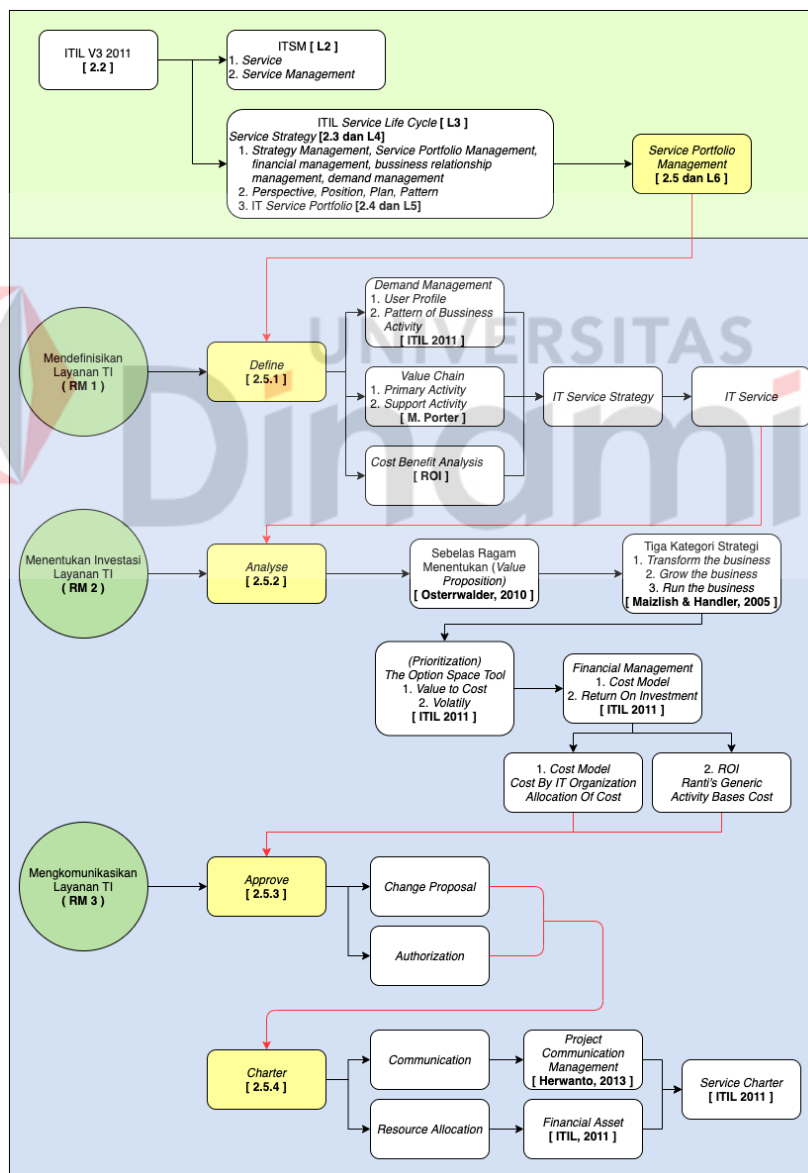 ITIL V3 2011
[ 2.2 ]
ITSM [ L2 ]
1. Service
2. Service Management
ITIL Service Life Cycle [ L3 ]
Service Strategy [2.3 dan L4]
1. Strategy Management, Service Portfolio Management,
financial management, bussiness relationship
management, demand management
2. Perspective, Position, Plan, Pattern
3. IT Service Portfolio [2.4 dan L5]
Service Portfolio
Management
[ 2.5 dan L6 ]
UNIVERSITAS
Dinami
Mendefinisikan
Layanan TI
( RM 1 )
Define
[ 2.5.1 ]
Demand Management
1. User Profile
2. Pattern of Bussiness
Activity
[ ITIL 2011 ]
Value Chain
1. Primary Activity
2. Support Activity
[ M. Porter ]
Cost Benefit Analysis
[ ROI ]
IT Service Strategy
IT Service
Menentukan Investasi
Layanan TI
( RM 2 )
Analyse
[ 2.5.2 ]
Sebelas Ragam
Menentukan (Value
Proposition)
[ Osterrwalder, 2010 ]
Tiga Kategori Strategi
1. Transform the business
2. Grow the business
3. Run the business
[ Maizlish & Handler, 2005 ]
(Prioritization)
The Option Space Tool
1. Value to Cost
2. Volatily
[ ITIL 2011 ]
Financial Management
1. Cost Model
2. Return On Investment
[ ITIL 2011 ]
1. Cost Model
Cost By IT Organization
Allocation Of Cost
2. ROI
Ranti's Generic
Activity Bases Cost
Mengkomunikasikan
Layanan TI
( RM 3 )
Approve
[ 2.5.3 ]
Change Proposal
Authorization
Charter
[ 2.5.4 ]
Communication
Project
Communication
Management
[ Herwanto, 2013 ]
Resource Allocation
Financial Asset
[ ITIL, 2011 ]
Service Charter
[ ITIL 2011 ]